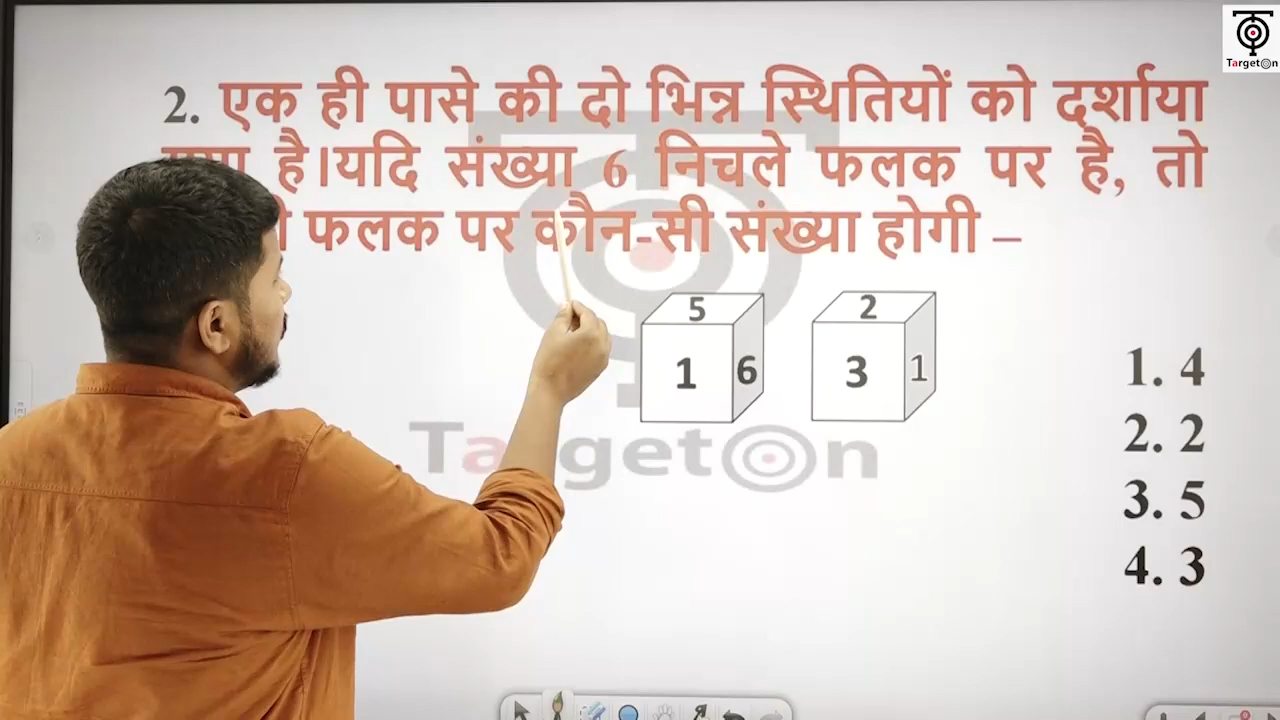 TargetOn
2. एक ही पासे की दो भिन्न स्थितियों को दर्शाया
है।यदि संख्या 6 निचले फलक पर है, तो
फलक पर कौन-सी संख्या होगी –
5
1
6
2
3
1
1. 4
2. 2
3. 5
4. 3
TargetOn